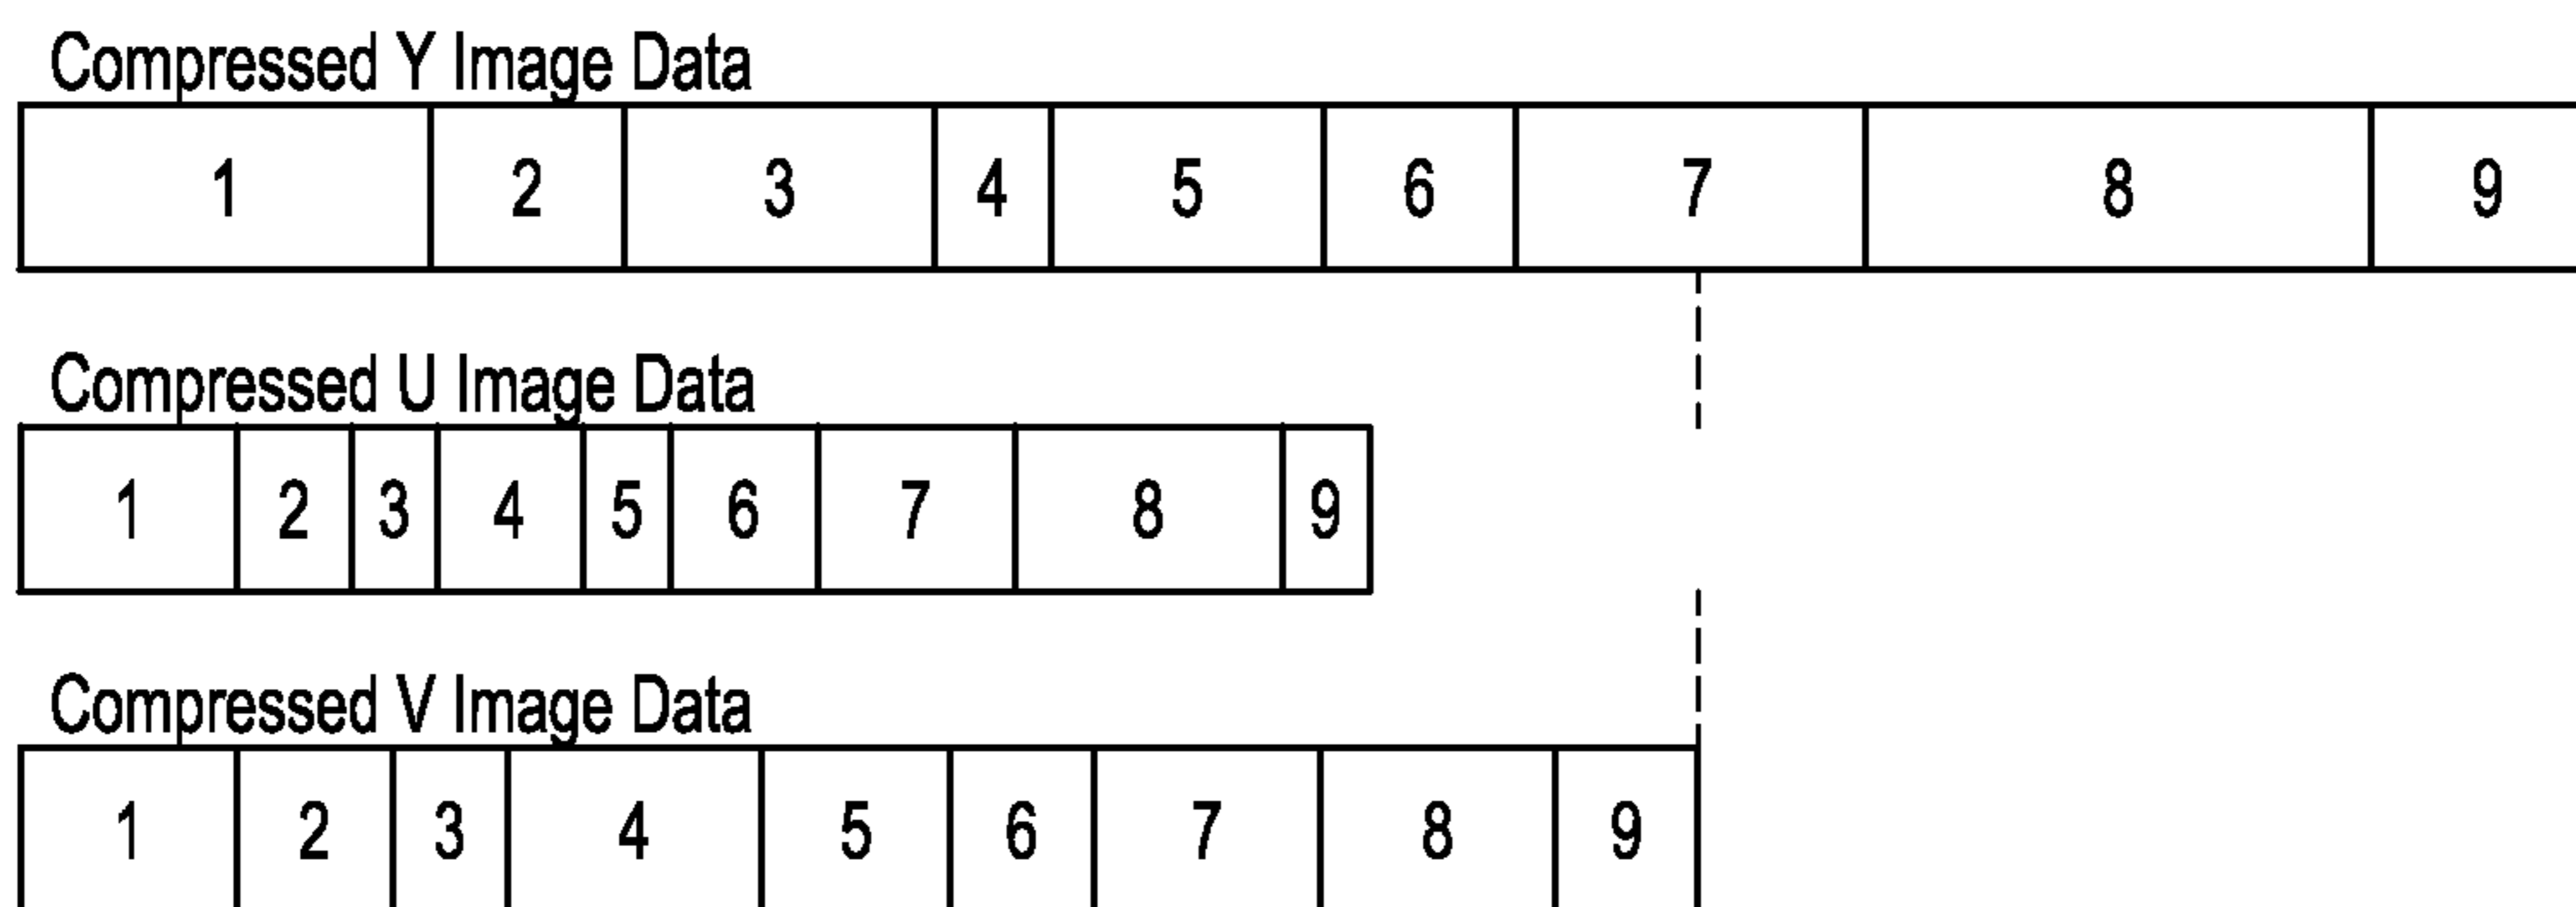 Compressed Y Image Data
1 2 3 4 5 6 7 8 9
Compressed U Image Data
1 2 3 4 5 6 7 8 9
Compressed V Image Data
1 2 3 4 5 6 7 8 9